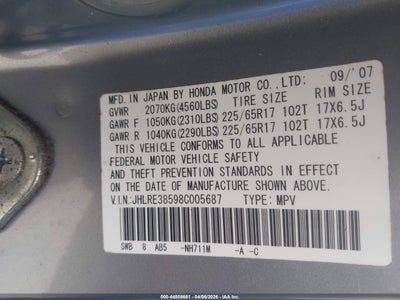 MFD. IN JAPAN BY HONDA MOTOR CO., LTD: 09/'07
GVWR 2070KG(4560LBS) TIRE SIZE RIM SIZE
GAWR F 1050KG(2310LBS) 225/65R17 102T 17X6.5J
GAWR R 1040KG(2290LBS) 225/65R17 102T 17X6.5J
THIS VEHICLE CONFORMS TO ALL APPLICABLE
FEDERAL MOTOR VEHICLE SAFETY
AND THEFT PREVENTION STANDARDS IN EFFECT
ON THE DATE OF MANUFACTURE SHOWN ABOVE.
V.I.N: JHLRE38598C005687 TYPE: MPV
SWB 8 AB5 -NH711M -A -C
000-44808661 - 04/06/2026 - IAA, LLC